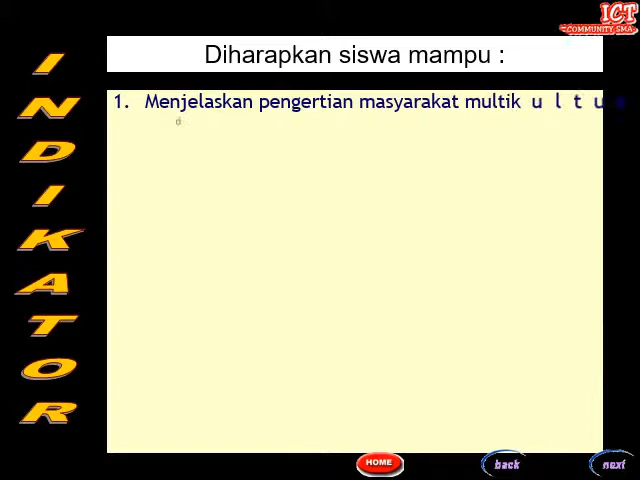 ICT
COMMUNITY SMA
INDIKATOR
Diharapkan siswa mampu :
1. Menjelaskan pengertian masyarakat multik u l t u
d
HOME
back
next